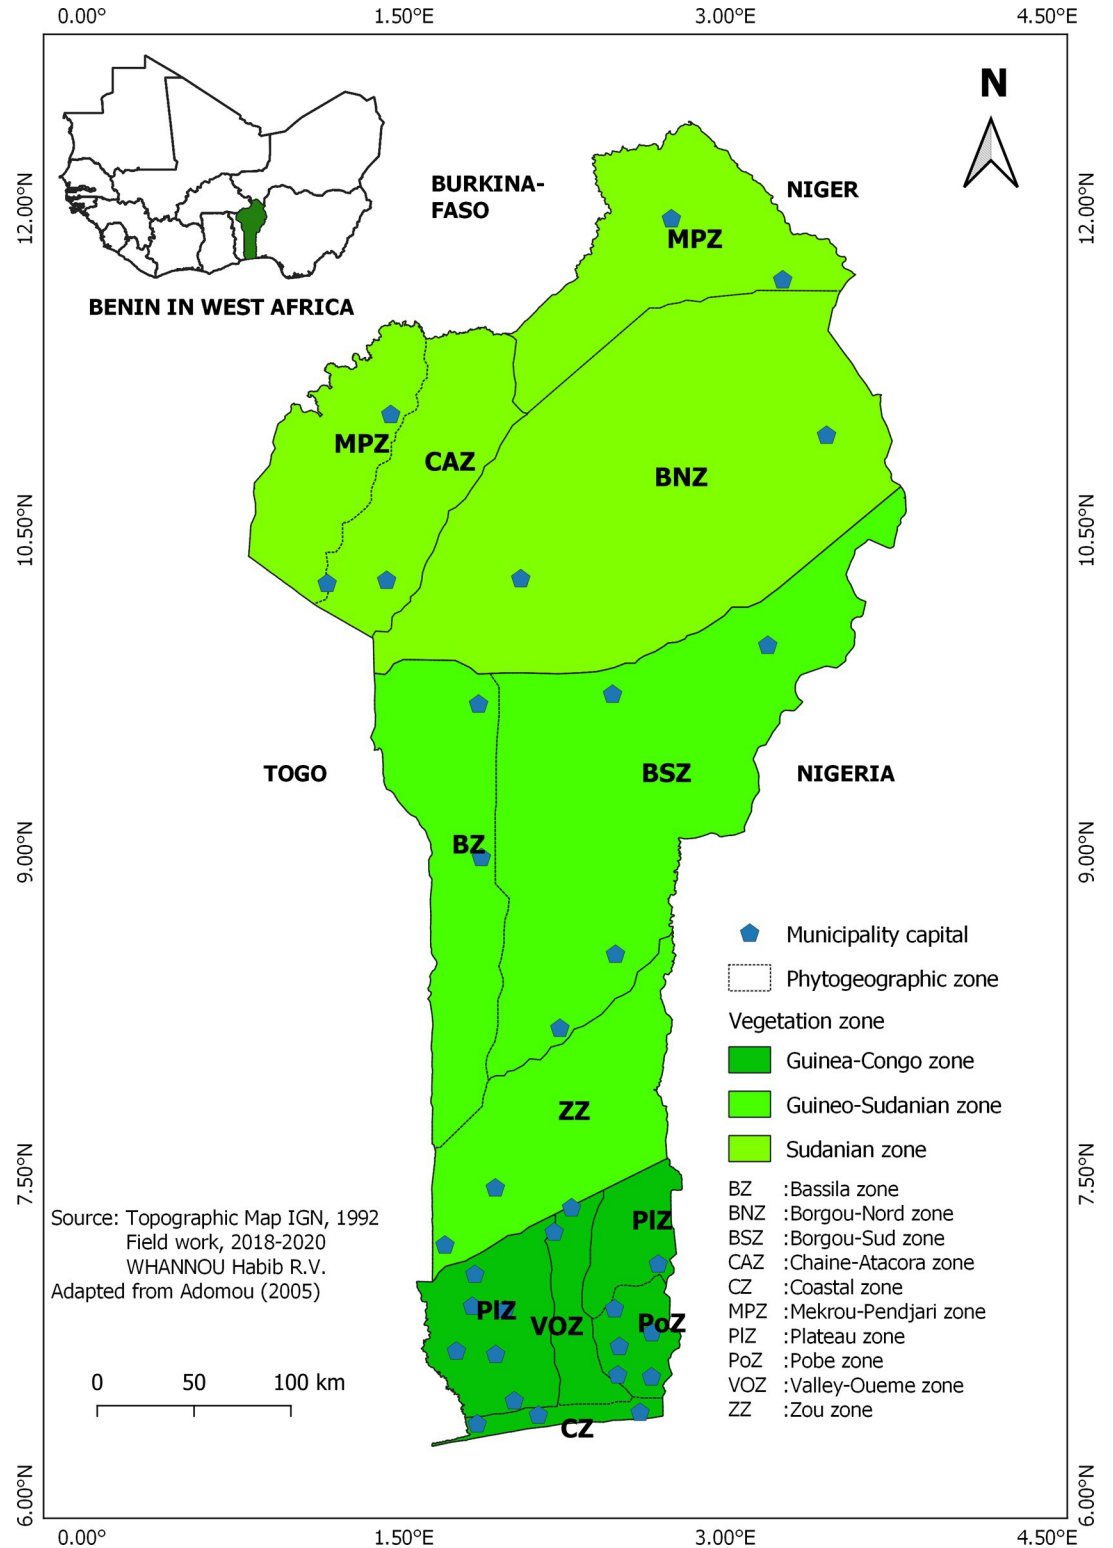 0.00° 1.50°N 3.00°N 4.50°N
N
12.00°N
12.00°N
BURKINA-
FASO
NIGER
MPZ
BENIN IN WEST AFRICA
MPZ
CAZ
BNZ
10.50°N
10.50°N
TOGO
BSZ
NIGERIA
BZ
9.00°N
9.00°N
Municipality capital
Phytogeographic zone
Vegetation zone
Guinea-Congo zone
Guineo-Sudanian zone
Sudanian zone
ZZ
7.50°N
7.50°N
BZ :Bassila zone
BNZ :Borgou-Nord zone
BSZ :Borgou-Sud zone
CAZ :Chaine-Atacora zone
CZ :Coastal zone
MPZ :Mekrou-Pendjari zone
PlZ :Plateau zone
PoZ :Pobe zone
VOZ :Valley-Oueme zone
ZZ :Zou zone
Source: Topographic Map IGN, 1992
Field work, 2018-2020
WHANNOU Habib R.V.
Adapted from Adomou (2005)
PlZ
PlZ
VOZ
PoZ
CZ
0 50 100 km
6.00°N
6.00°N
0.00° 1.50°N 3.00°N 4.50°N